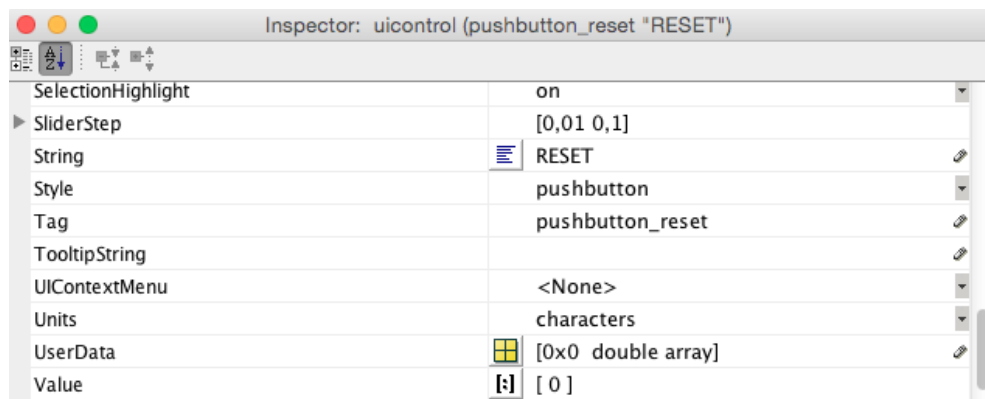 Inspector: uicontrol (pushbutton_reset "RESET")
SelectionHighlight on
SliderStep [0,01 0,1]
String RESET
Style pushbutton
Tag pushbutton_reset
TooltipString
UIContextMenu <None>
Units characters
UserData [0x0 double array]
Value [ 0 ]